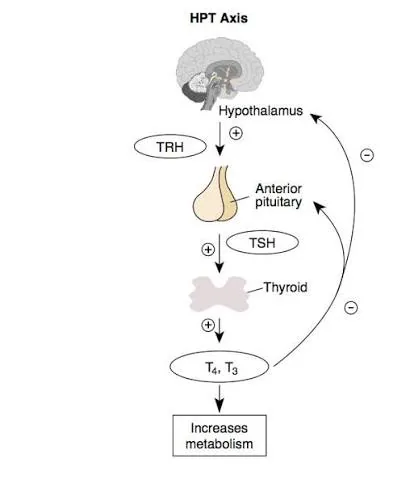 HPT Axis
Hypothalamus
+
TRH
−
Anterior
pituitary
+
TSH
Thyroid
−
+
T₄, T₃
Increases
metabolism